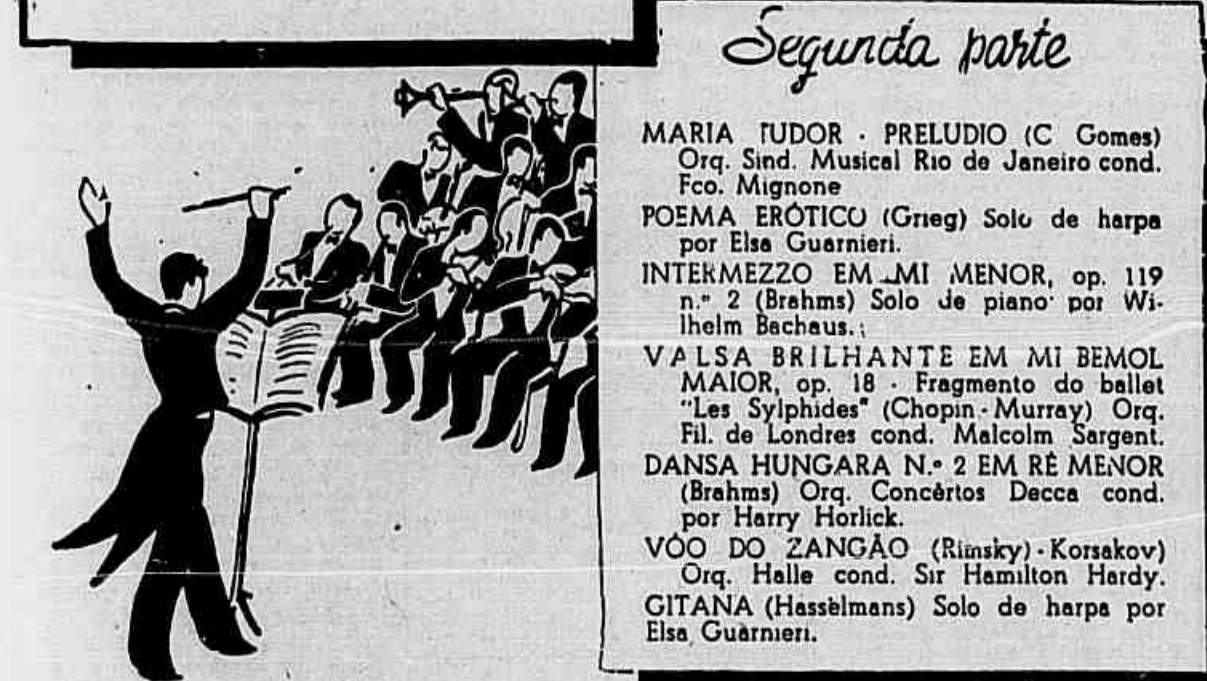 Segunda parte
MARIA TUDOR - PRELUDIO (C Gomes)
Orq. Sind. Musical Rio de Janeiro cond.
Fco. Mignone
POEMA ERÓTICO (Grieg) Solo de harpa
por Elsa Guarnieri.
INTERMEZZO EM MI MENOR, op. 119
n.º 2 (Brahms) Solo de piano por Wi-
lhelm Bachaus.
VALSA BRILHANTE EM MI BEMOL
MAIOR, op. 18 - Fragmento do ballet
"Les Sylphides" (Chopin - Murray) Orq.
Fil. de Londres cond. Malcolm Sargent.
DANSA HUNGARA N.º 2 EM RÉ MENOR
(Brahms) Orq. Concêrtos Decca cond.
por Harry Horlick.
VÔO DO ZANGÃO (Rimsky) - Korsakov)
Orq. Halle cond. Sir Hamilton Hardy.
GITANA (Hassèlmans) Solo de harpa por
Elsa Guarnieri.